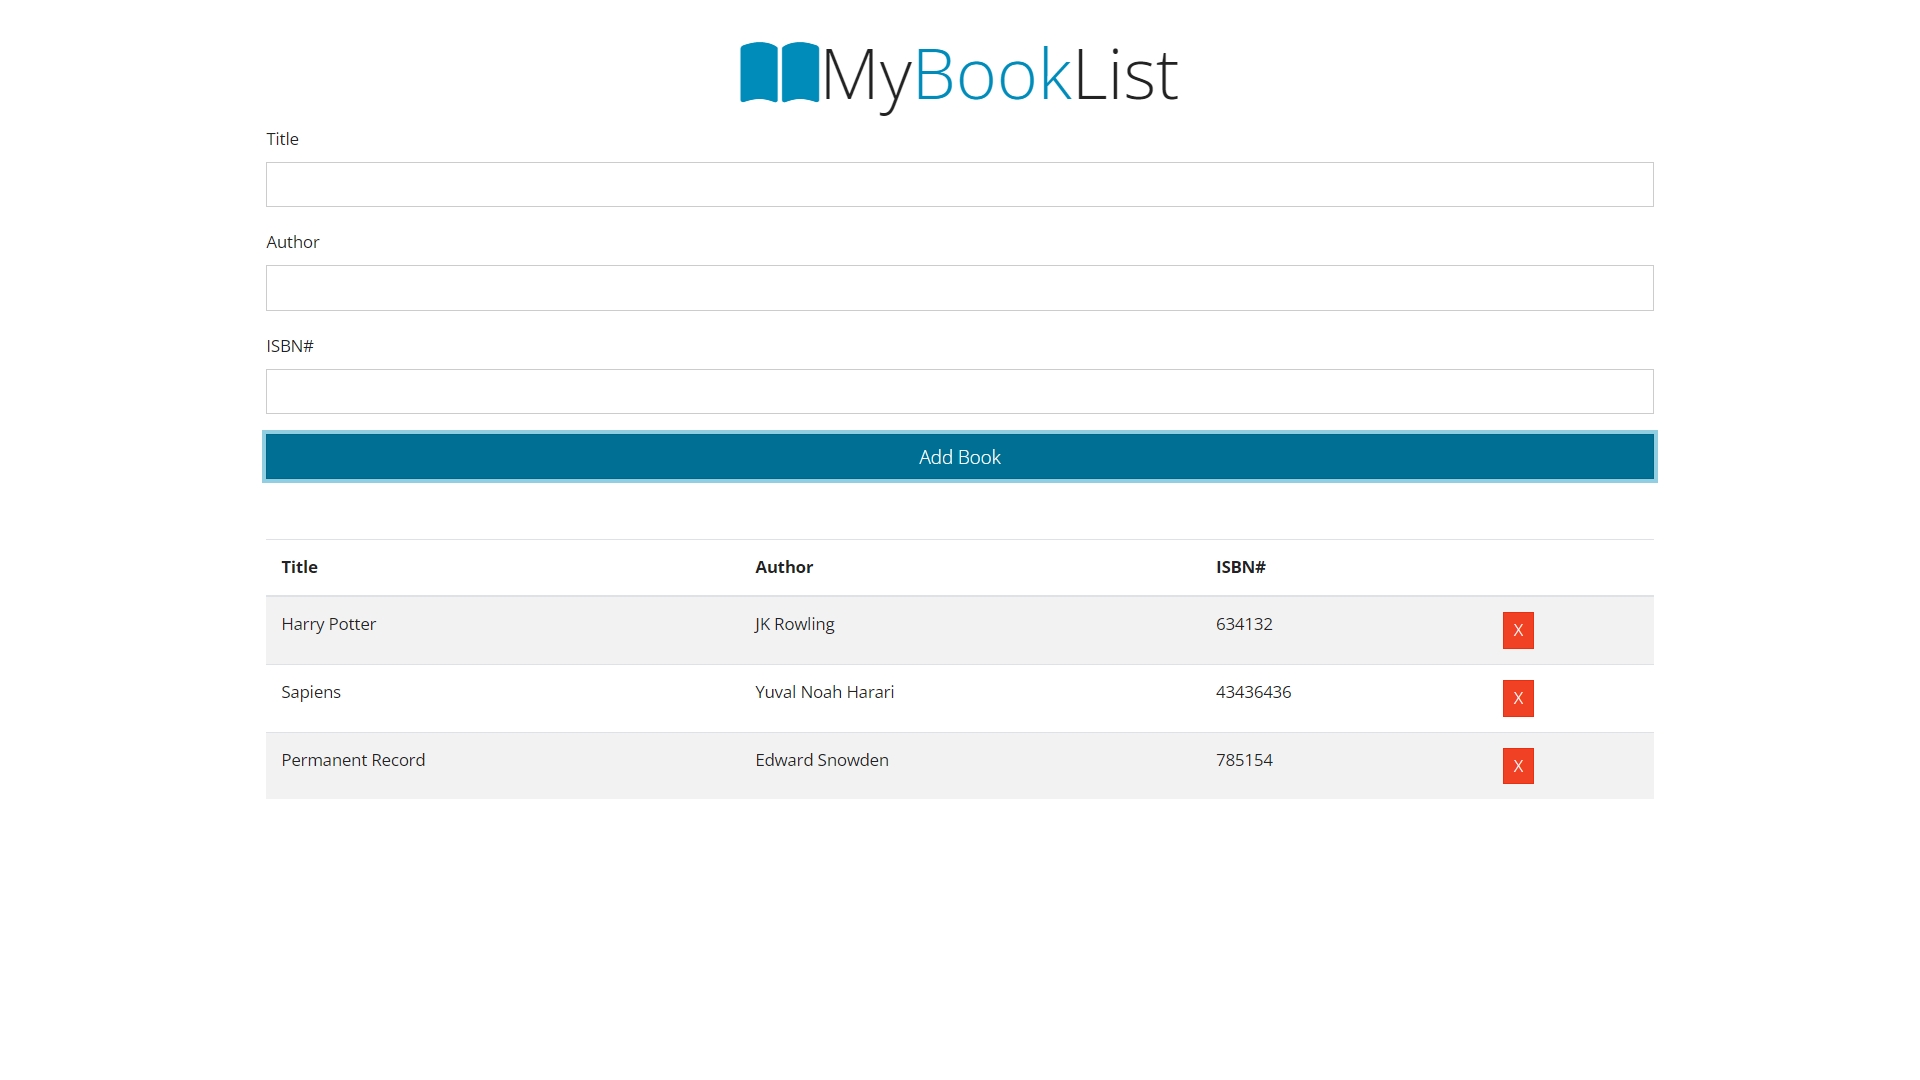 MyBookList
Title
Author
ISBN#
Add Book
Title Author ISBN#
Harry Potter JK Rowling 634132 X
Sapiens Yuval Noah Harari 43436436 X
Permanent Record Edward Snowden 785154 X